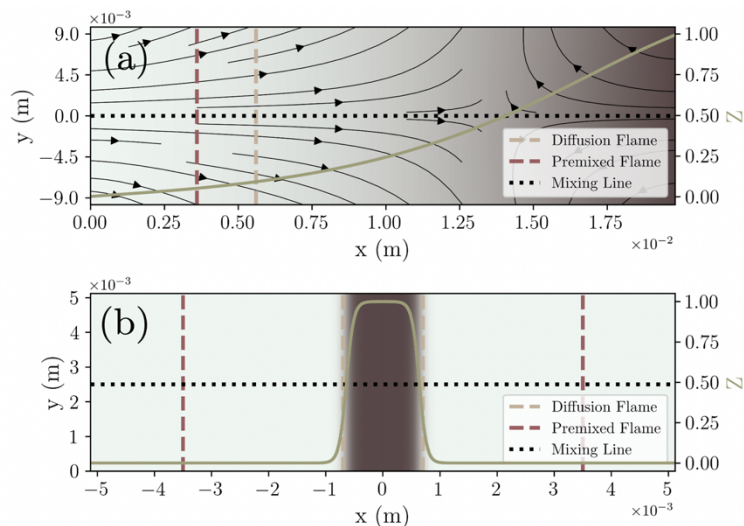 ×10⁻³
(a)
9.0
4.5
0.0
−4.5
−9.0
y (m)
1.00
0.75
0.50
0.25
0.00
Z
Diffusion Flame
Premixed Flame
Mixing Line
0.00 0.25 0.50 0.75 1.00 1.25 1.50 1.75
x (m)
×10⁻²
×10⁻³
(b)
5
4
3
2
1
0
y (m)
1.00
0.75
0.50
0.25
0.00
Z
Diffusion Flame
Premixed Flame
Mixing Line
−5 −4 −3 −2 −1 0 1 2 3 4 5
x (m)
×10⁻³